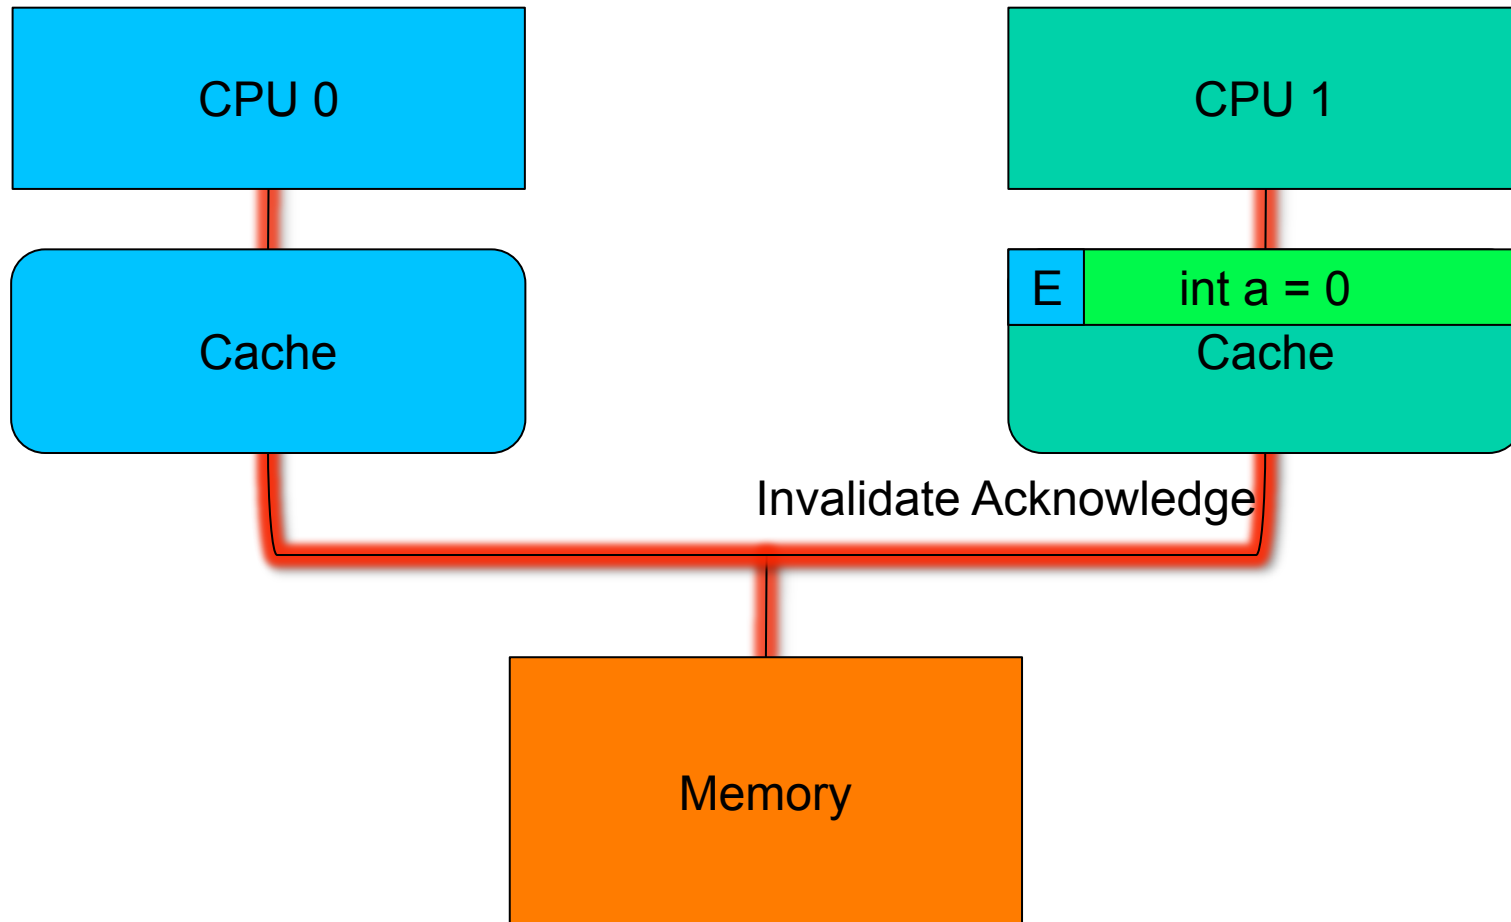 CPU 0
CPU 1
E
int a = 0
Cache
Cache
Invalidate Acknowledge
Memory